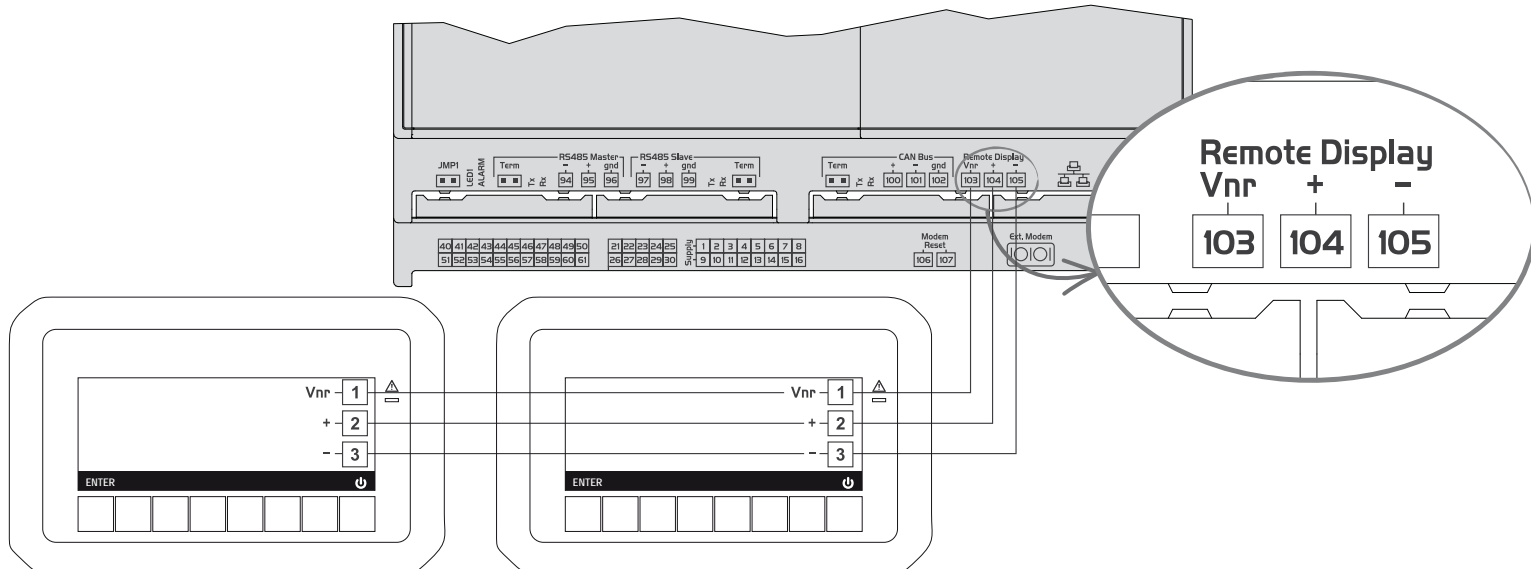 JMP1
LED1
ALARM
Term
Tx
Rx
RS485 Master
- + gnd
94 95 96
RS485 Slave
- + gnd
97 98 99
Tx
Rx
Term
Term
Tx
Rx
CAN Bus
+ - gnd
100 101 102
Remote Display
Vnr + -
103 104 105
40 41 42 43 44 45 46 47 48 49 50
51 52 53 54 55 56 57 58 59 60 61
21 22 23 24 25
26 27 28 29 30
Supply
1 2 3 4 5 6 7 8
9 10 11 12 13 14 15 16
Modem
Reset
106 107
Ext. Modem
IOIOI
Remote Display
Vnr + -
103 104 105
Vnr 1
+ 2
- 3
ENTER
Vnr 1
+ 2
- 3
ENTER